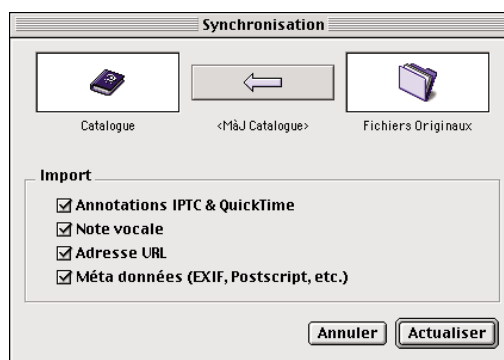 Synchronisation
Catalogue
<MàJ Catalogue>
Fichiers Originaux
Import
Annotations IPTC & QuickTime
Note vocale
Adresse URL
Méta données (EXIF, Postscript, etc.)
Annuler
Actualiser